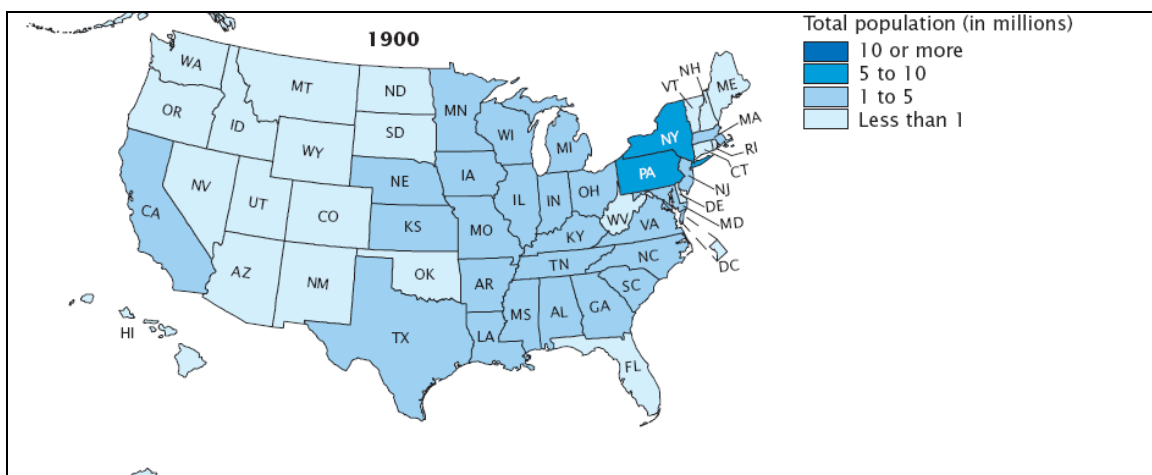 1900
Total population (in millions)
10 or more
5 to 10
1 to 5
Less than 1
WA
MT
ND
MN
VT
NH
ME
OR
ID
SD
WI
MI
NY
MA
WY
RI
CT
NV
NE
IA
PA
NJ
UT
CO
IL
IN
OH
DE
CA
KS
MO
WV
VA
MD
KY
AZ
NM
OK
TN
NC
DC
AR
SC
HI
TX
LA
MS
AL
GA
FL